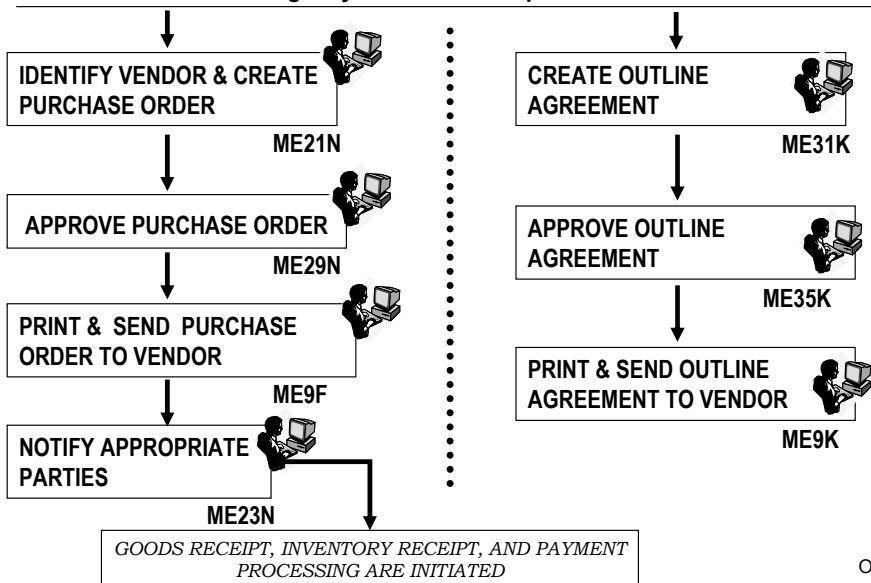 IDENTIFY VENDOR & CREATE
PURCHASE ORDER
ME21N
APPROVE PURCHASE ORDER
ME29N
PRINT & SEND PURCHASE
ORDER TO VENDOR
ME9F
NOTIFY APPROPRIATE
PARTIES
ME23N
GOODS RECEIPT, INVENTORY RECEIPT, AND PAYMENT
PROCESSING ARE INITIATED
CREATE OUTLINE
AGREEMENT
ME31K
APPROVE OUTLINE
AGREEMENT
ME35K
PRINT & SEND OUTLINE
AGREEMENT TO VENDOR
ME9K
O